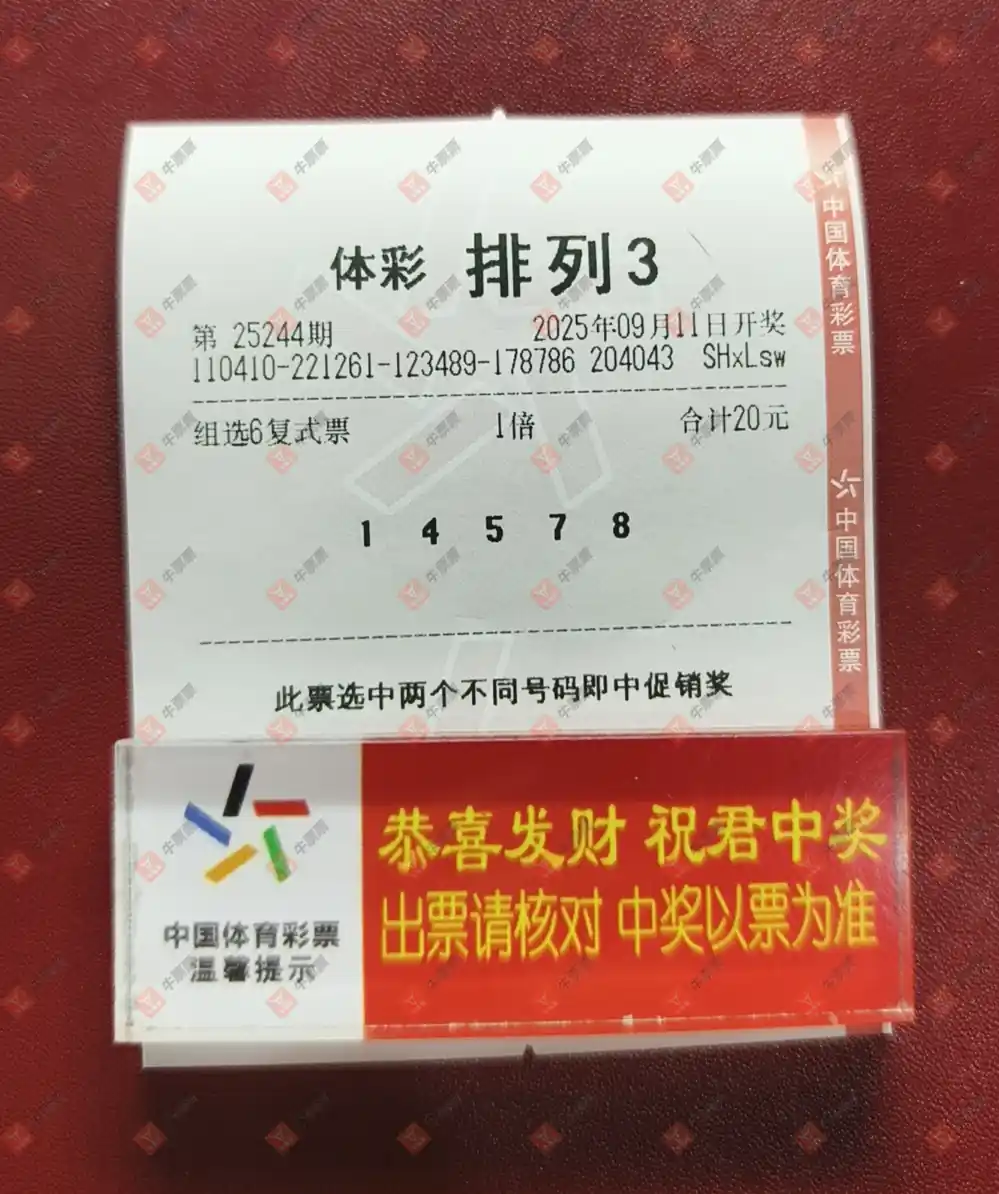 体彩 排列3
第 25244期 2025年09月11日开奖
110410-221261-123489-178786 204043 SHxLsw
组选6复式票 1倍 合计20元
1 4 5 7 8
此票选中两个不同号码即中促销奖
中国体育彩票
中国体育彩票
恭喜发财 祝君中奖
出票请核对 中奖以票为准
中国体育彩票
温馨提示
牛票票